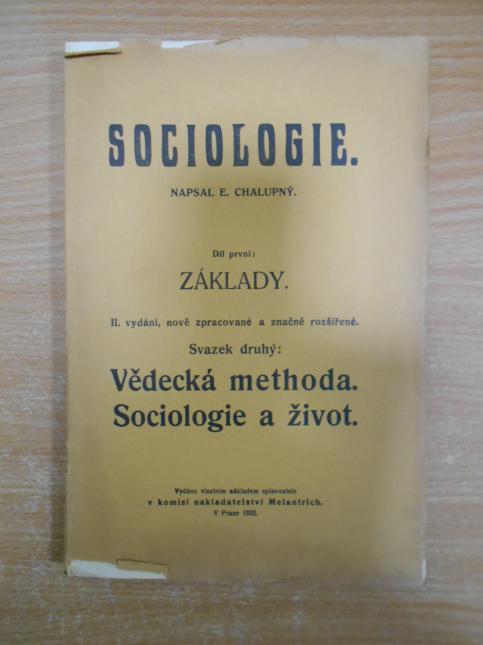 SOCIOLOGIE.
NAPSAL E. CHALUPNÝ.
Díl první:
ZÁKLADY.
II. vydání, nově zpracované a značně rozšířené.
Svazek druhý:
Vědecká methoda.
Sociologie a život.
Vydáno vlastním nákladem spisovatele
v komisi nakladatelství Melantrich.
V Praze